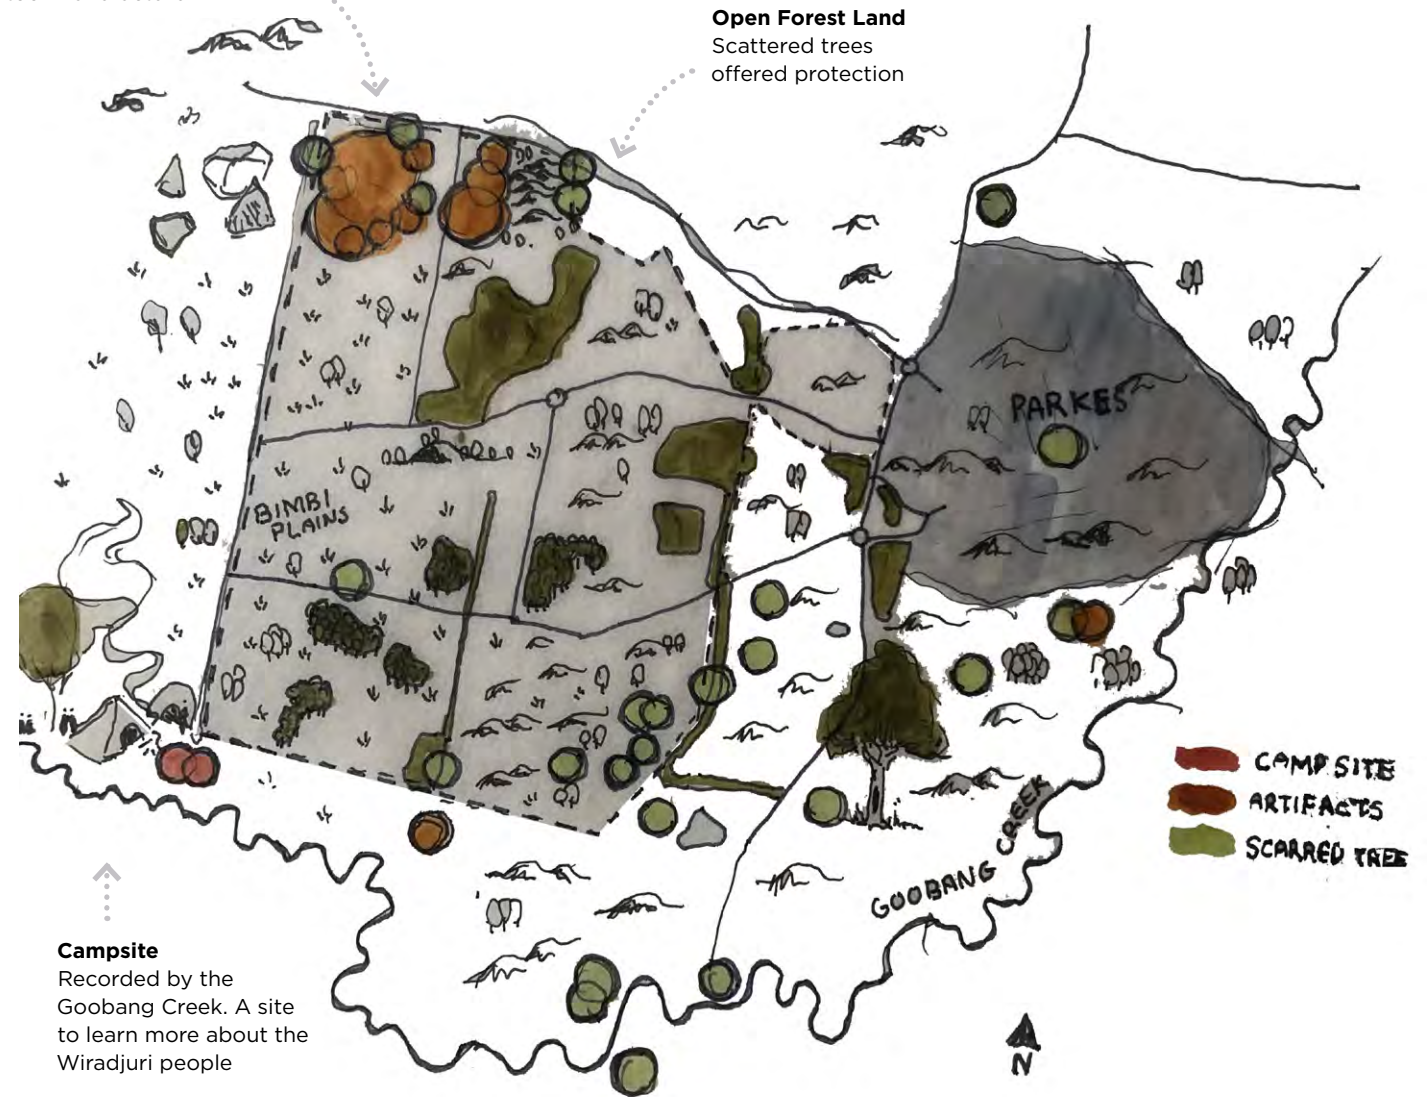 Open Forest Land
Scattered trees
offered protection
PARKES
BIMBI
PLAINS
CAMP SITE
ARTIFACTS
SCARRED TREE
GOOBANG CREEK
Campsite
Recorded by the
Goobang Creek. A site
to learn more about the
Wiradjuri people
N